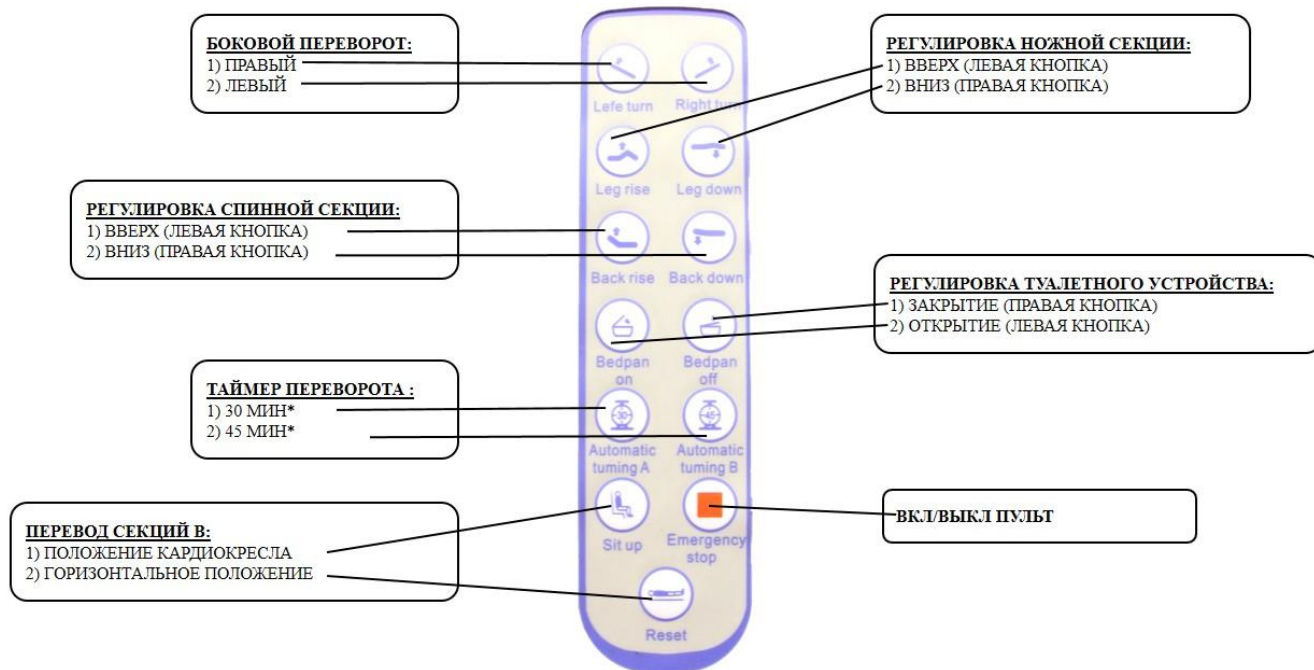 БОКОВОЙ ПЕРЕВОРОТ:
1) ПРАВЫЙ
2) ЛЕВЫЙ
РЕГУЛИРОВКА НОЖНОЙ СЕКЦИИ:
1) ВВЕРХ (ЛЕВАЯ КНОПКА)
2) ВНИЗ (ПРАВАЯ КНОПКА)
Lefe turn Right turn
Leg rise Leg down
РЕГУЛИРОВКА СПИННОЙ СЕКЦИИ:
1) ВВЕРХ (ЛЕВАЯ КНОПКА)
2) ВНИЗ (ПРАВАЯ КНОПКА)
Back rise Back down
РЕГУЛИРОВКА ТУАЛЕТНОГО УСТРОЙСТВА:
1) ЗАКРЫТИЕ (ПРАВАЯ КНОПКА)
2) ОТКРЫТИЕ (ЛЕВАЯ КНОПКА)
Bedpan Bedpan
on off
ТАЙМЕР ПЕРЕВОРОТА :
1) 30 МИН*
2) 45 МИН*
30 45
Automatic Automatic
tuming A tuming B
ПЕРЕВОД СЕКЦИЙ В:
1) ПОЛОЖЕНИЕ КАРДИОКРЕСЛА
2) ГОРИЗОНТАЛЬНОЕ ПОЛОЖЕНИЕ
ВКЛ/ВЫКЛ ПУЛЬТ
Sit up Emergency
stop
Reset